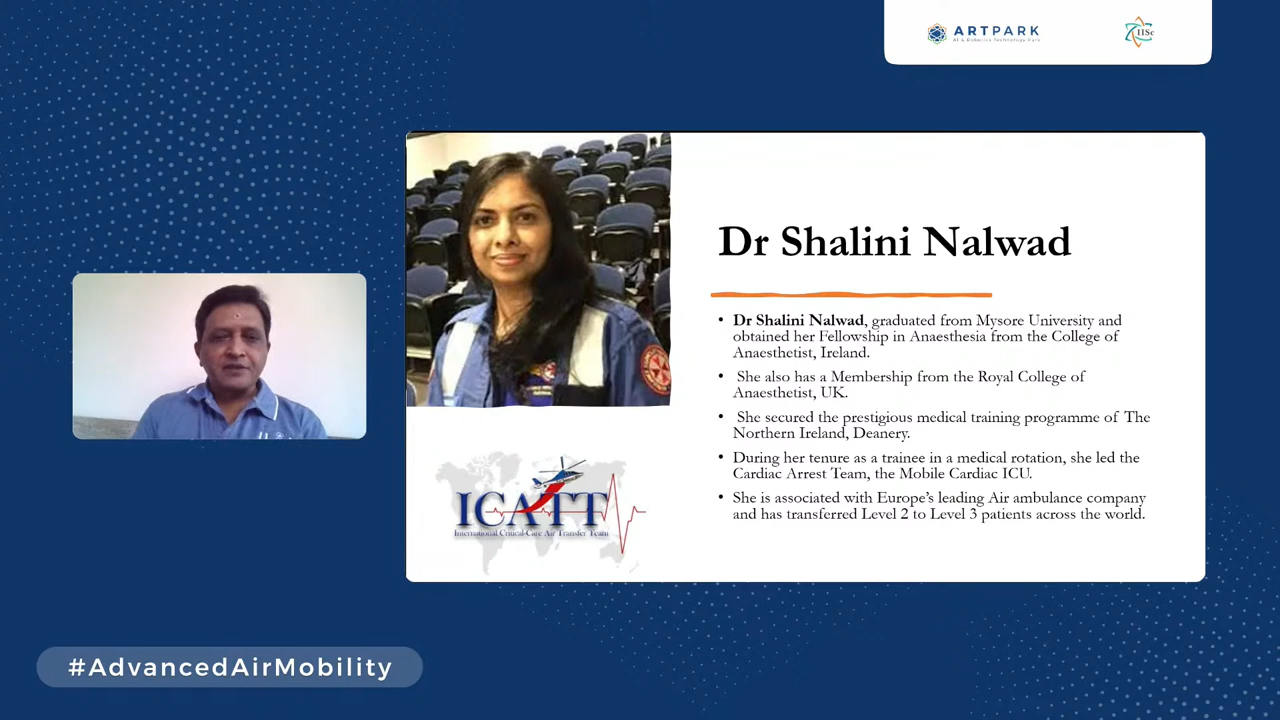 ARTPARK
AI & Robotics Technology Park
IISc
Dr Shalini Nalwad
• Dr Shalini Nalwad, graduated from Mysore University and
obtained her Fellowship in Anaesthesia from the College of
Anaesthetist, Ireland.
• She also has a Membership from the Royal College of
Anaesthetist, UK.
• She secured the prestigious medical training programme of The
Northern Ireland, Deanery.
• During her tenure as a trainee in a medical rotation, she led the
Cardiac Arrest Team, the Mobile Cardiac ICU.
• She is associated with Europe's leading Air ambulance company
and has transferred Level 2 to Level 3 patients across the world.
ICATT
International Critical-Care Air Transfer Team
#AdvancedAirMobility